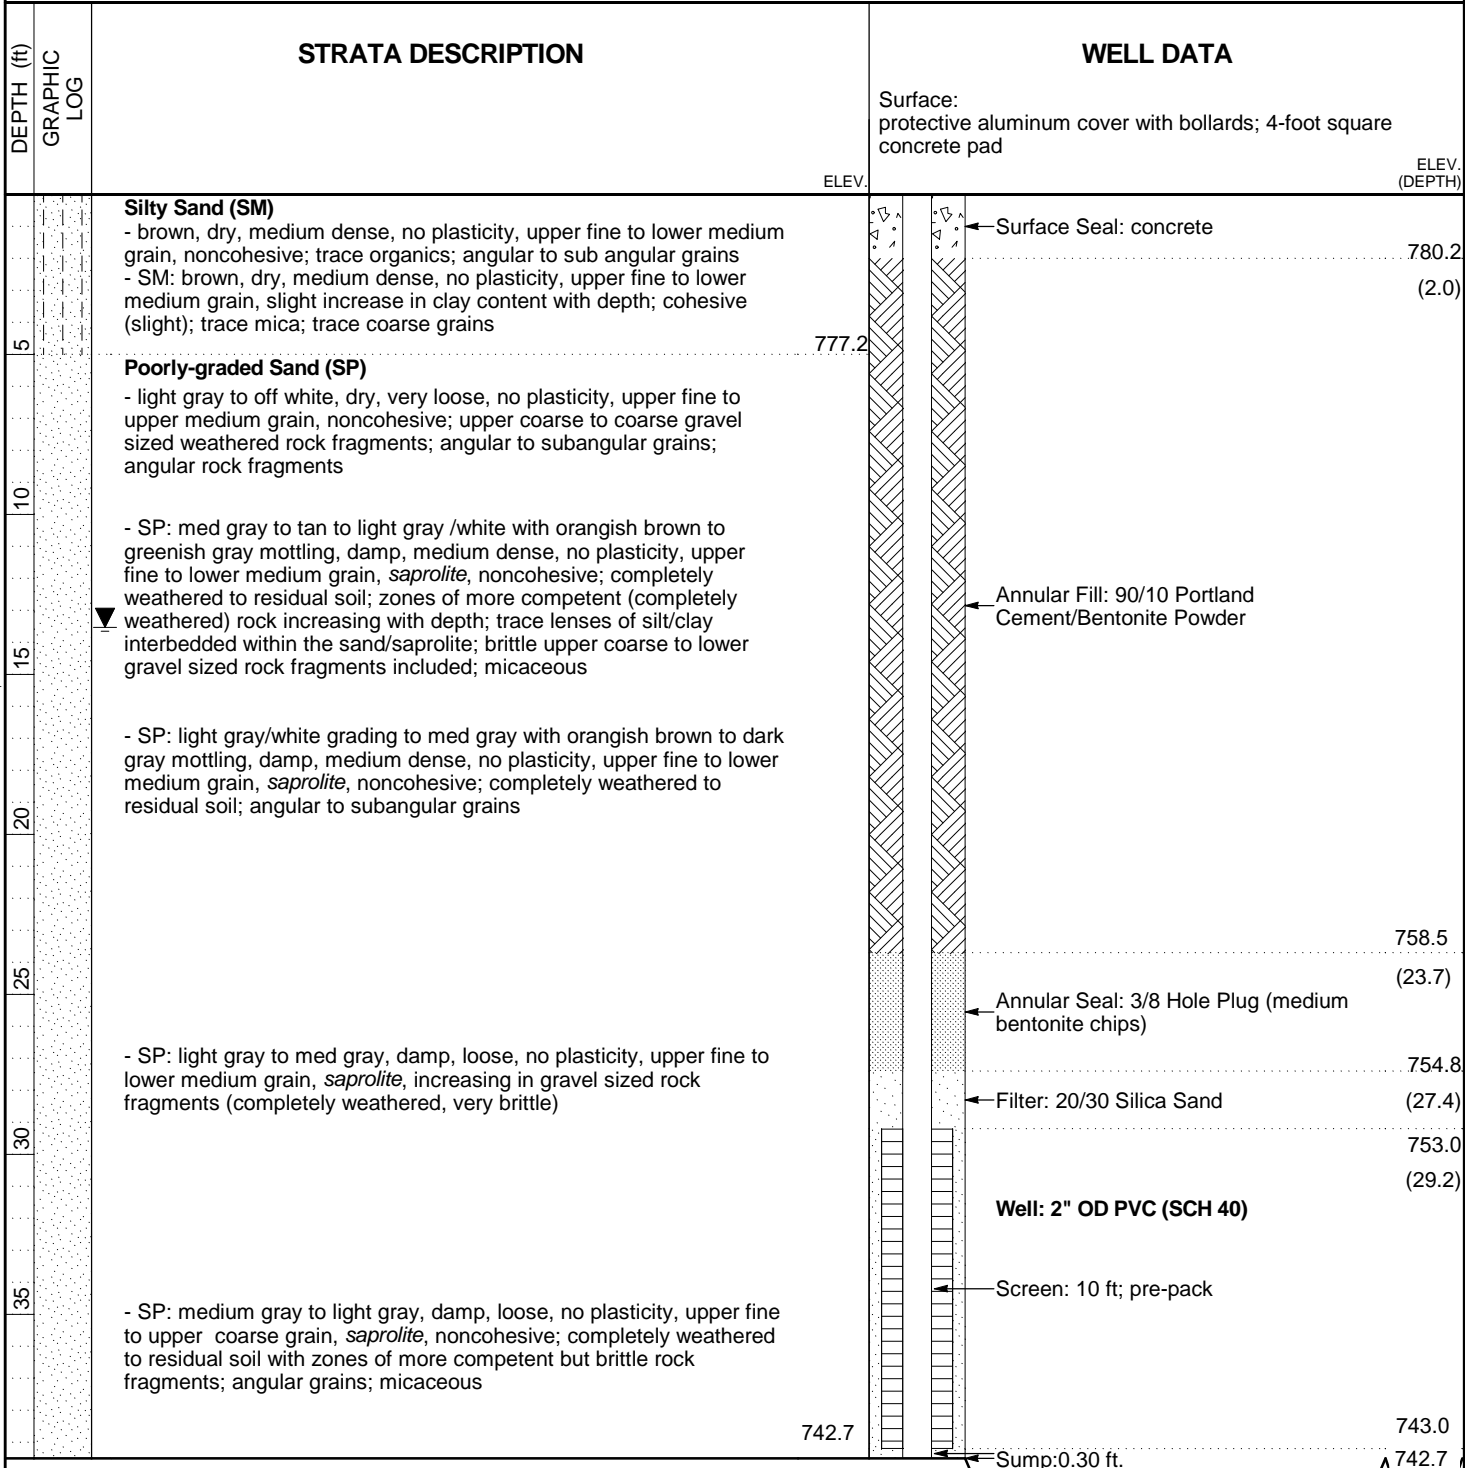 DEPTH (ft)
GRAPHIC
LOG
STRATA DESCRIPTION
ELEV.
WELL DATA
Surface:
protective aluminum cover with bollards; 4-foot square
concrete pad
ELEV.
(DEPTH)
Silty Sand (SM)
- brown, dry, medium dense, no plasticity, upper fine to lower medium
grain, noncohesive; trace organics; angular to sub angular grains
- SM: brown, dry, medium dense, no plasticity, upper fine to lower
medium grain, slight increase in clay content with depth; cohesive
(slight); trace mica; trace coarse grains
777.2
5
Poorly-graded Sand (SP)
- light gray to off white, dry, very loose, no plasticity, upper fine to
upper medium grain, noncohesive; upper coarse to coarse gravel
sized weathered rock fragments; angular to subangular grains;
angular rock fragments
10
- SP: med gray to tan to light gray /white with orangish brown to
greenish gray mottling, damp, medium dense, no plasticity, upper
fine to lower medium grain, saprolite, noncohesive; completely
weathered to residual soil; zones of more competent (completely
weathered) rock increasing with depth; trace lenses of silt/clay
interbedded within the sand/saprolite; brittle upper coarse to lower
gravel sized rock fragments included; micaceous
15
- SP: light gray/white grading to med gray with orangish brown to dark
gray mottling, damp, medium dense, no plasticity, upper fine to lower
medium grain, saprolite, noncohesive; completely weathered to
residual soil; angular to subangular grains
20
25
- SP: light gray to med gray, damp, loose, no plasticity, upper fine to
lower medium grain, saprolite, increasing in gravel sized rock
fragments (completely weathered, very brittle)
30
35
- SP: medium gray to light gray, damp, loose, no plasticity, upper fine
to upper coarse grain, saprolite, noncohesive; completely weathered
to residual soil with zones of more competent but brittle rock
fragments; angular grains; micaceous
742.7
Surface Seal: concrete
780.2
(2.0)
Annular Fill: 90/10 Portland
Cement/Bentonite Powder
758.5
(23.7)
Annular Seal: 3/8 Hole Plug (medium
bentonite chips)
754.8
Filter: 20/30 Silica Sand
(27.4)
753.0
(29.2)
Well: 2" OD PVC (SCH 40)
Screen: 10 ft; pre-pack
743.0
Sump:0.30 ft.
742.7